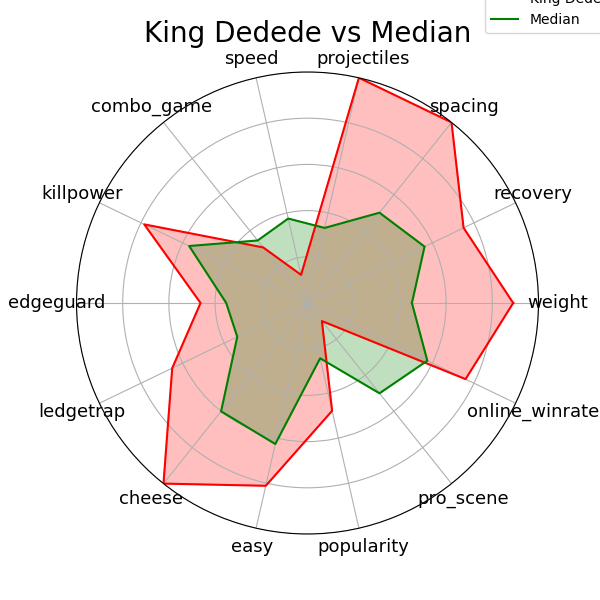 King Dedede vs Median
Median
speed
projectiles
combo_game
spacing
killpower
recovery
edgeguard
weight
ledgetrap
online_winrate
cheese
pro_scene
easy
popularity